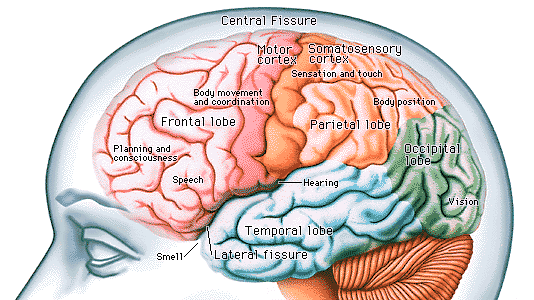 Central Fissure
Motor
cortex
Somatosensory
cortex
Sensation and touch
Body movement
and coordination
Body position
Frontal lobe
Parietal lobe
Planning and
consciousness
Occipital
lobe
Speech
Hearing
Vision
Temporal lobe
Smell
Lateral fissure